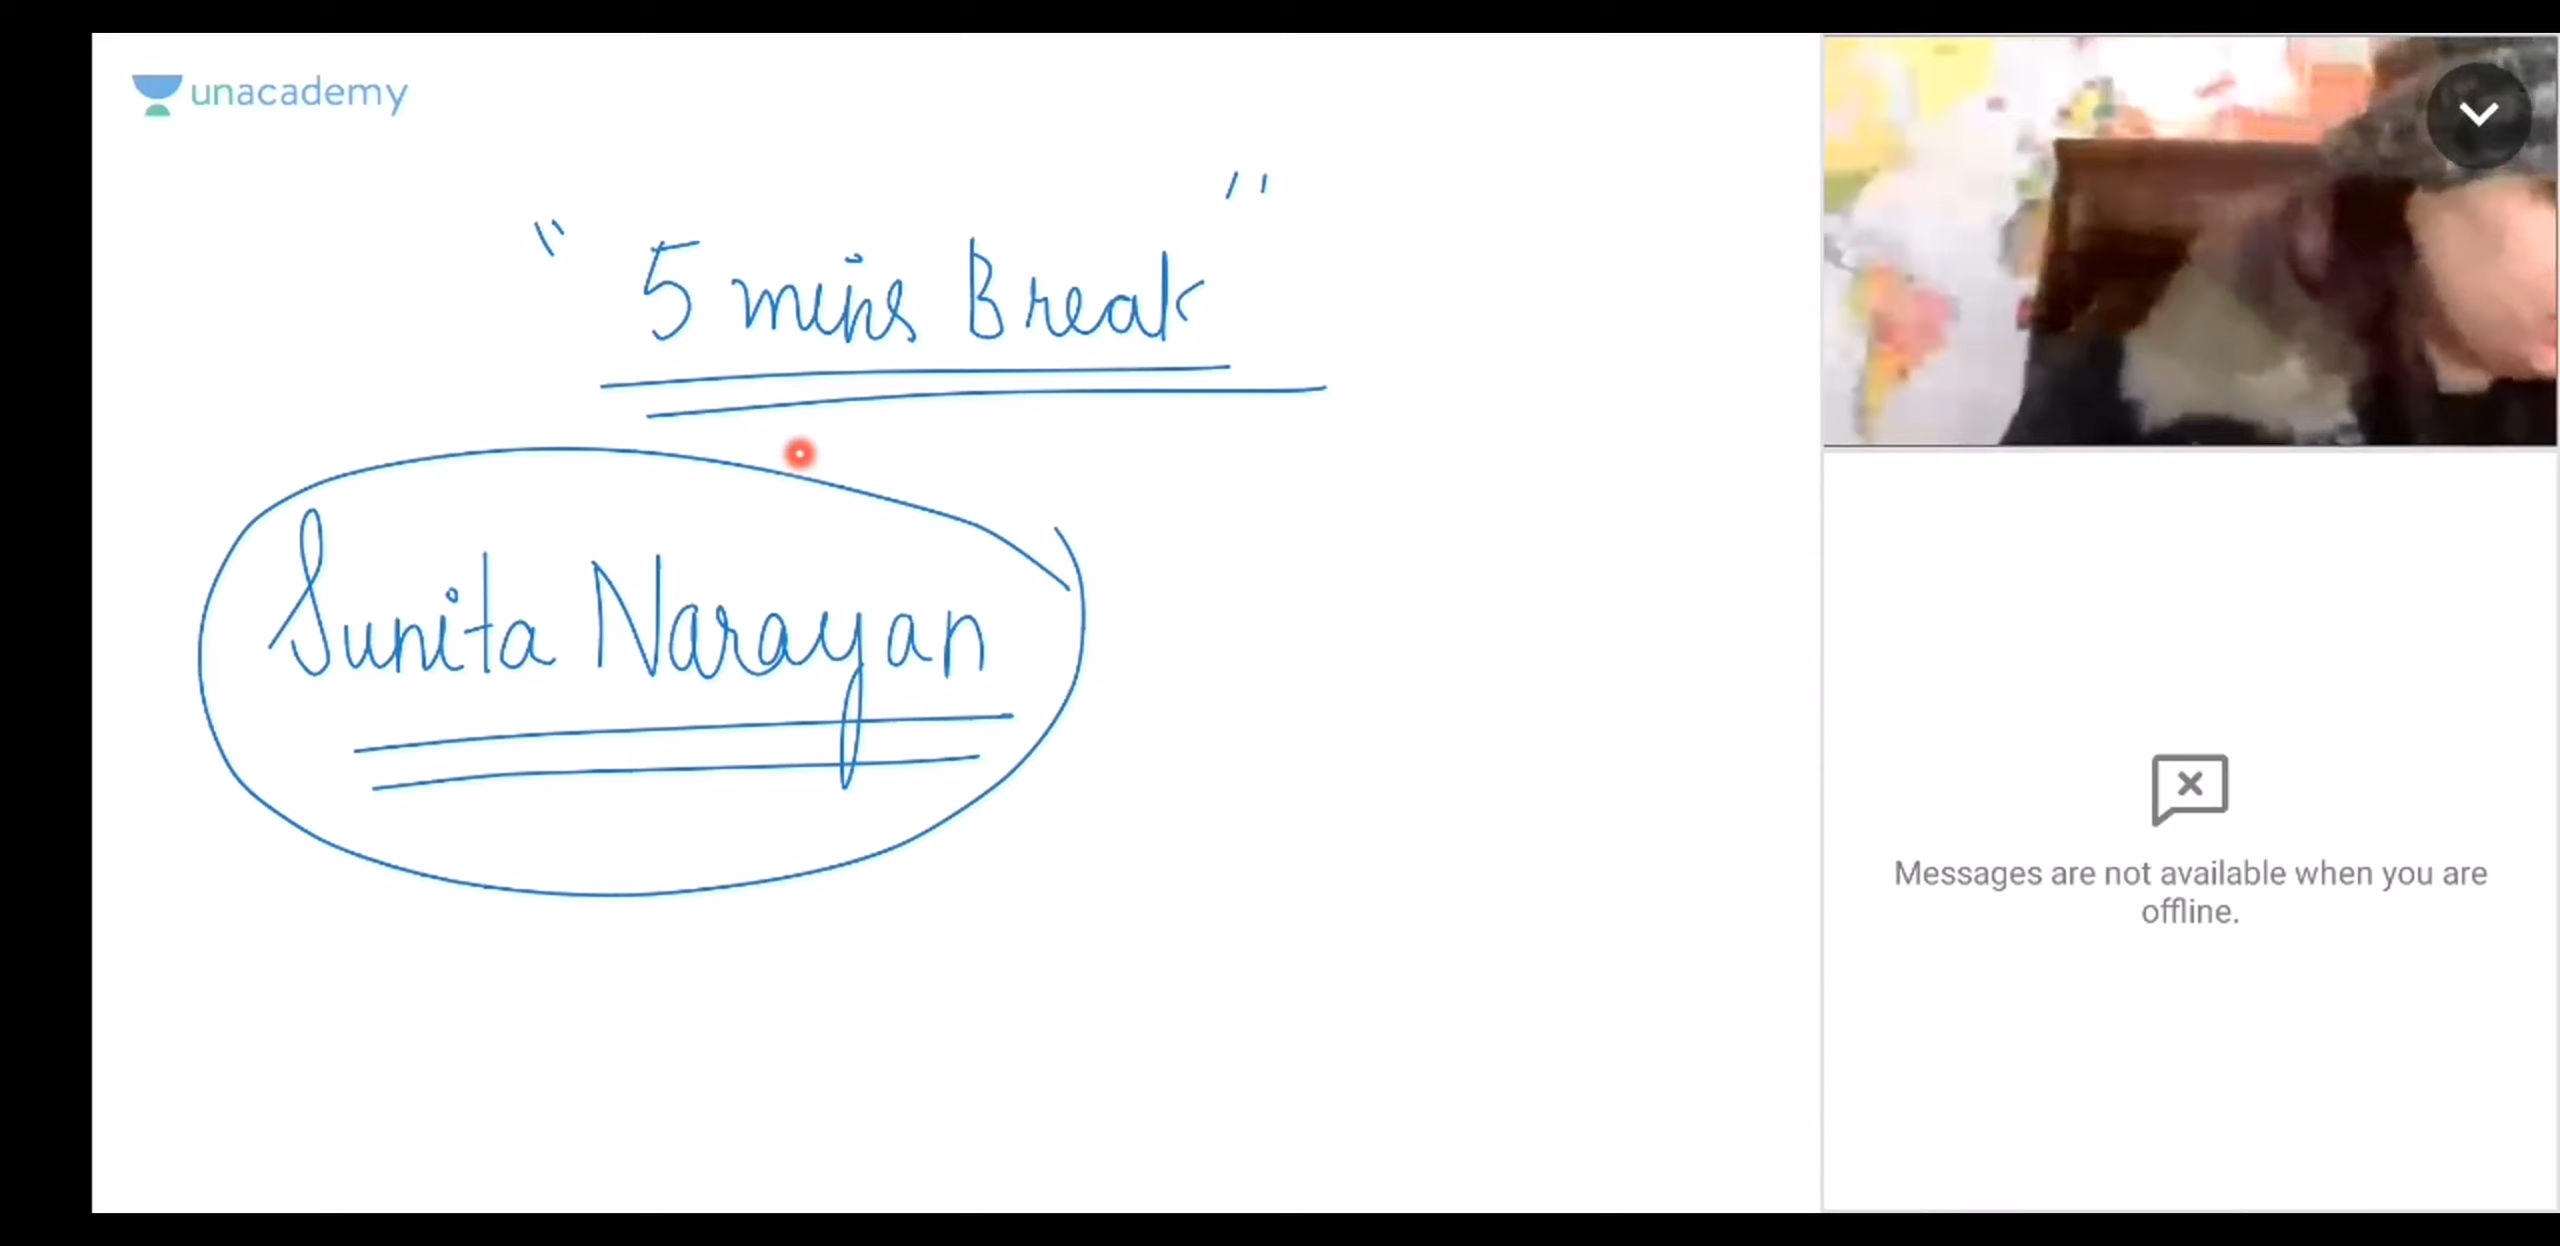 unacademy
"5 mins Break"
Sunita Narayan
Messages are not available when you are
offline.